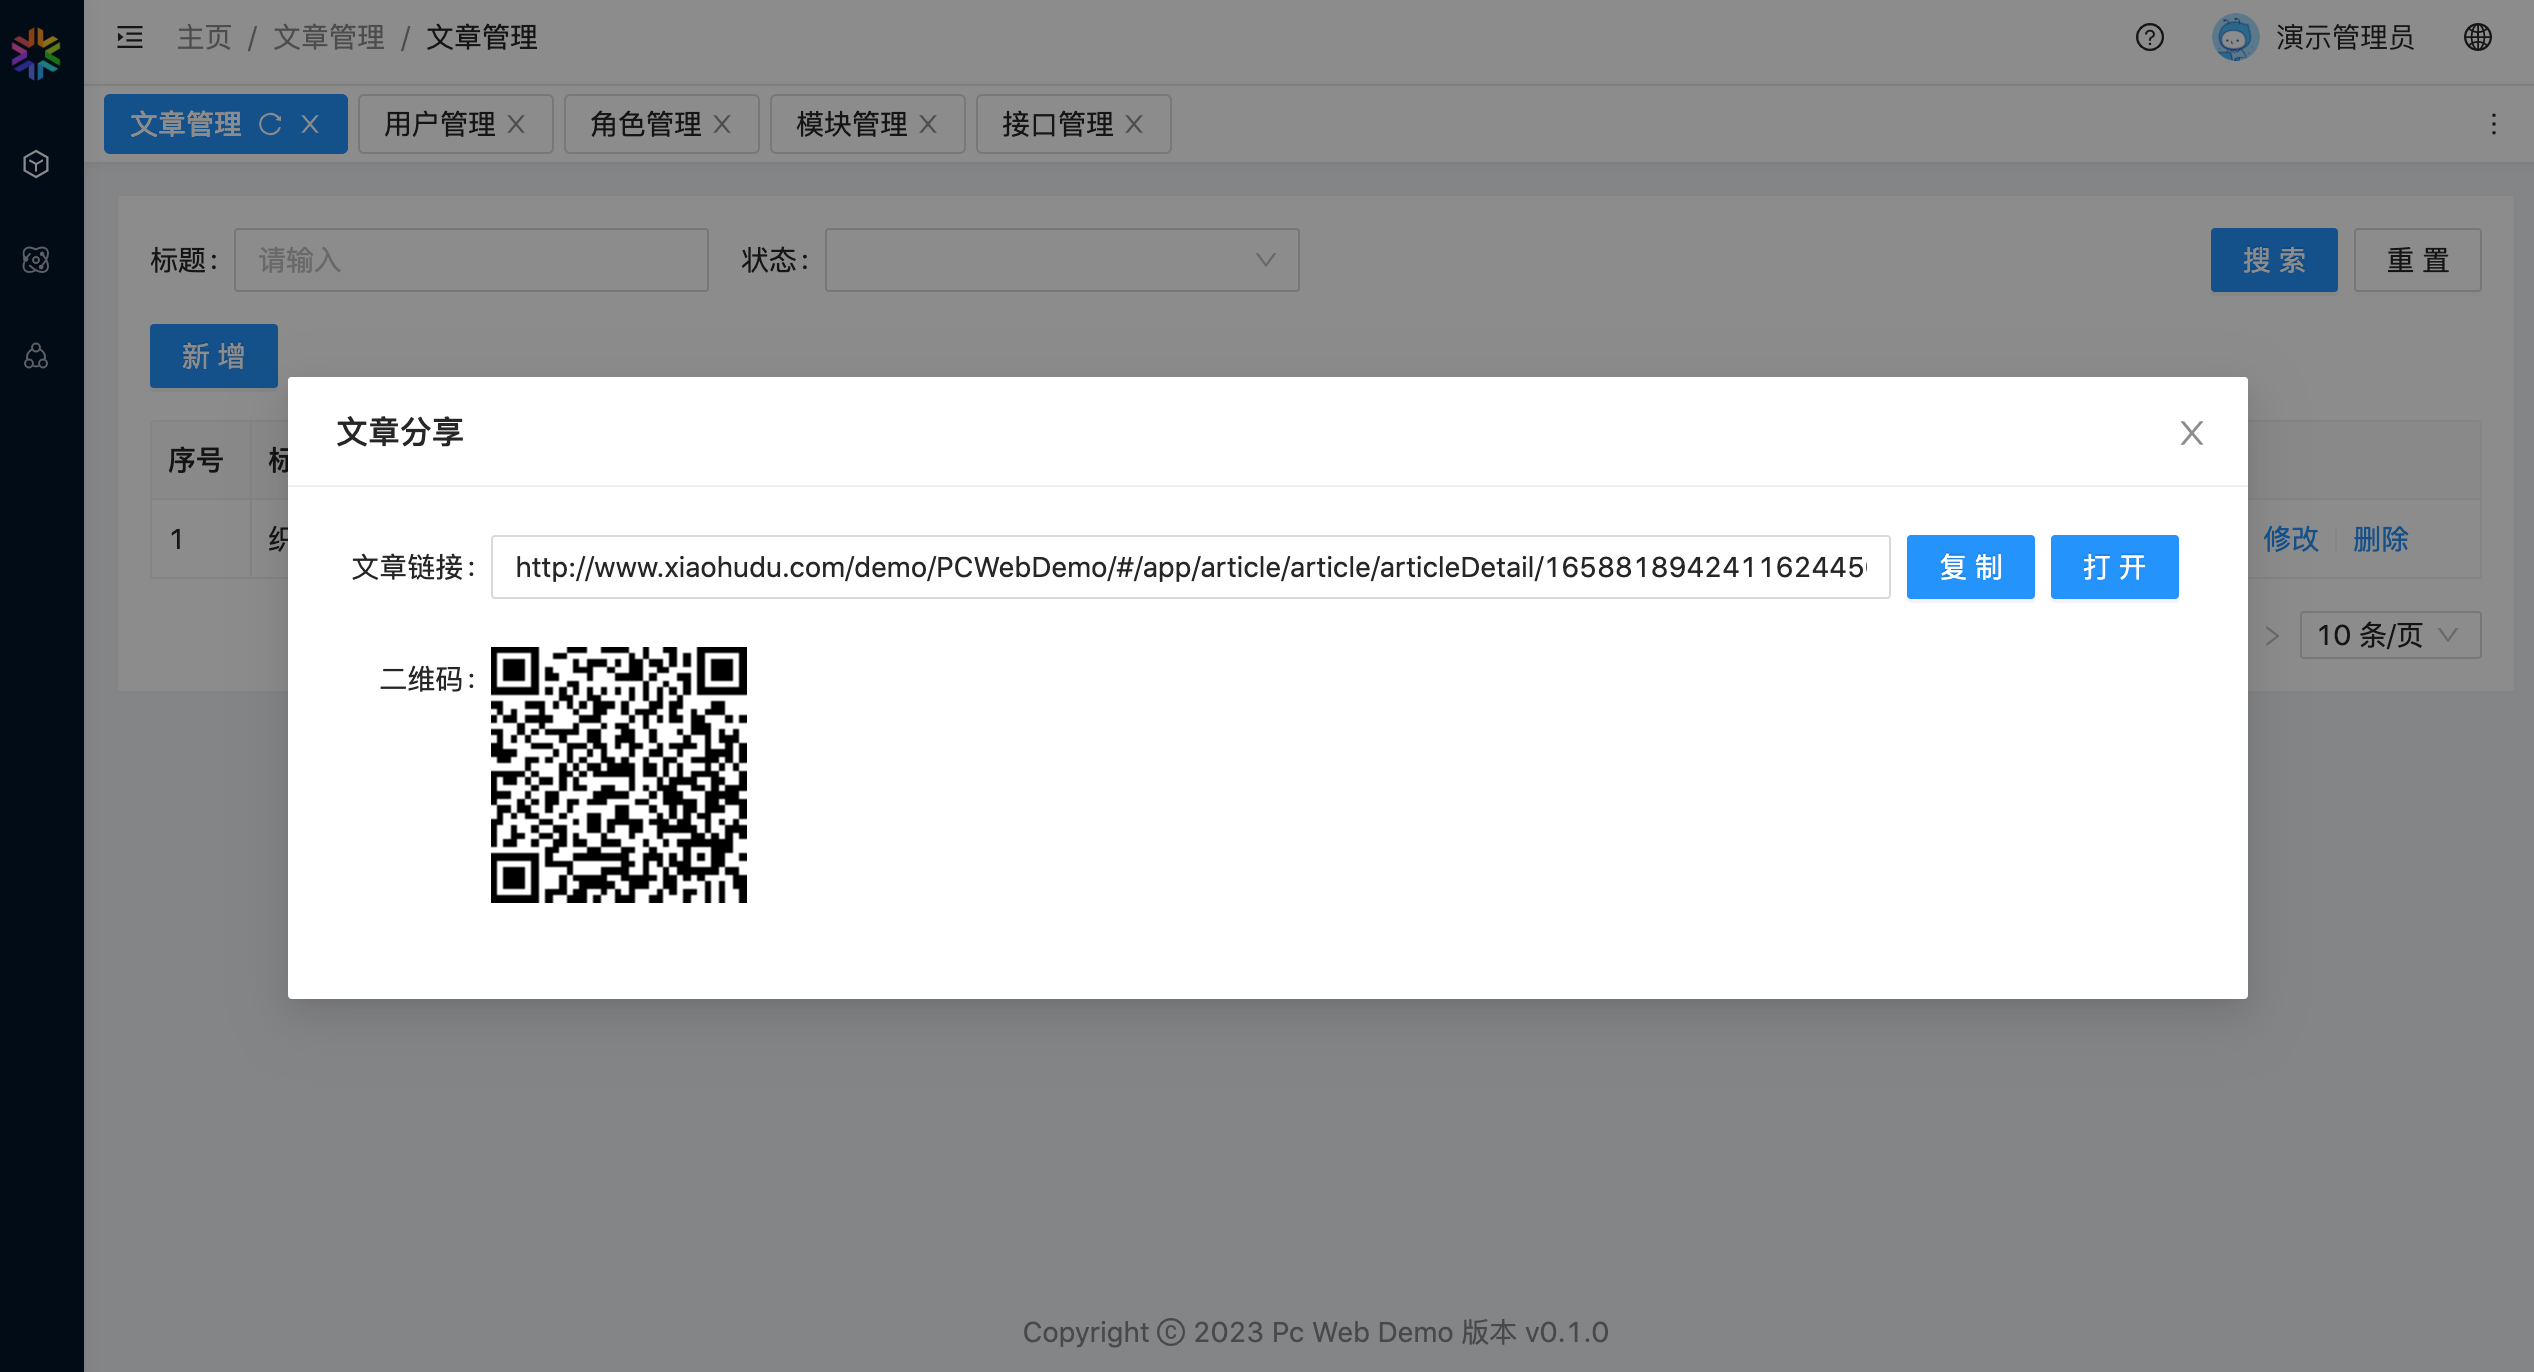 主页 / 文章管理 / 文章管理
演示管理员
文章管理 用户管理 角色管理 模块管理 接口管理
标题: 请输入 状态: 搜 索 重 置
新 增
文章分享
序号
1 修改 删除
文章链接: http://www.xiaohudu.com/demo/PCWebDemo/#/app/article/article/articleDetail/165881894241162445 复 制 打 开
10 条/页
二维码:
Copyright © 2023 Pc Web Demo 版本 v0.1.0